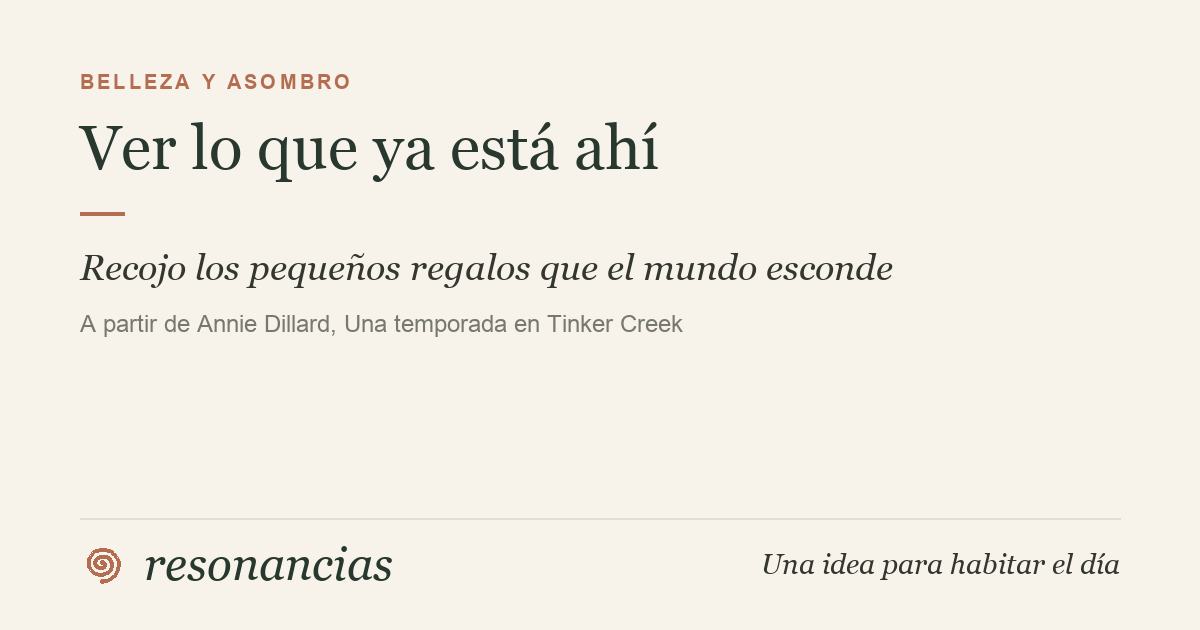 BELLEZA Y ASOMBRO
Ver lo que ya está ahí
Recojo los pequeños regalos que el mundo esconde
A partir de Annie Dillard, Una temporada en Tinker Creek
resonancias
Una idea para habitar el día